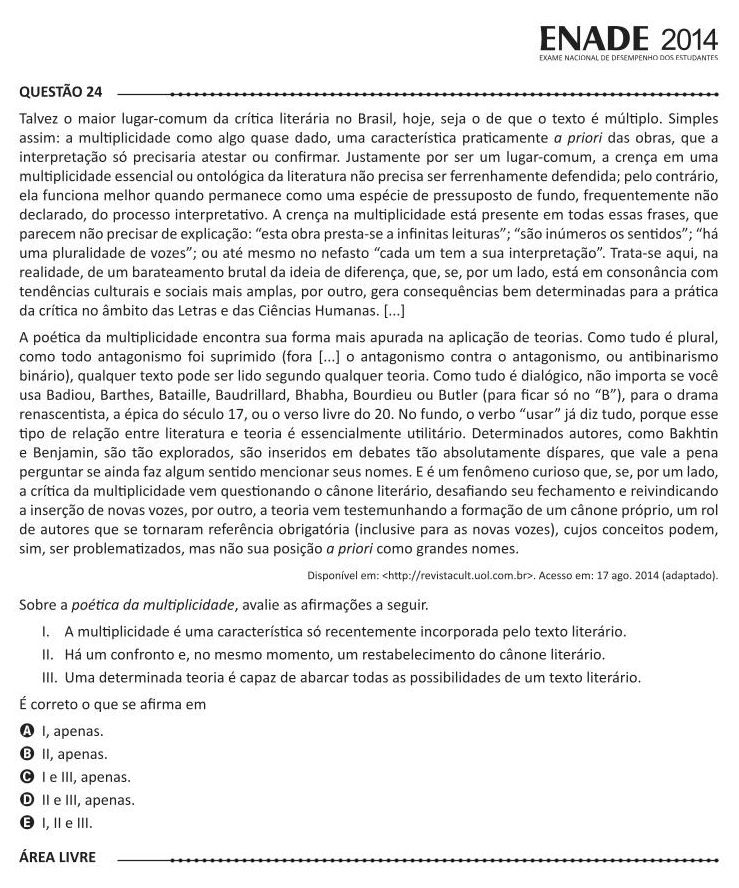 ENADE 2014
EXAME NACIONAL DE DESEMPENHO DOS ESTUDANTES
QUESTÃO 24
Talvez o maior lugar-comum da crítica literária no Brasil, hoje, seja o de que o texto é múltiplo. Simples
assim: a multiplicidade como algo quase dado, uma característica praticamente a priori das obras, que a
interpretação só precisaria atestar ou confirmar. Justamente por ser um lugar-comum, a crença em uma
multiplicidade essencial ou ontológica da literatura não precisa ser ferrenhamente defendida; pelo contrário,
ela funciona melhor quando permanece como uma espécie de pressuposto de fundo, frequentemente não
declarado, do processo interpretativo. A crença na multiplicidade está presente em todas essas frases, que
parecem não precisar de explicação: “esta obra presta-se a infinitas leituras”; “são inúmeros os sentidos”; “há
uma pluralidade de vozes”; ou até mesmo no nefasto “cada um tem a sua interpretação”. Trata-se aqui, na
realidade, de um barateamento brutal da ideia de diferença, que, se, por um lado, está em consonância com
tendências culturais e sociais mais amplas, por outro, gera consequências bem determinadas para a prática
da crítica no âmbito das Letras e das Ciências Humanas. [...]
A poética da multiplicidade encontra sua forma mais apurada na aplicação de teorias. Como tudo é plural,
como todo antagonismo foi suprimido (fora [...] o antagonismo contra o antagonismo, ou antibinarismo
binário), qualquer texto pode ser lido segundo qualquer teoria. Como tudo é dialógico, não importa se você
usa Badiou, Barthes, Bataille, Baudrillard, Bhabha, Bourdieu ou Butler (para ficar só no “B”), para o drama
renascentista, a épica do século 17, ou o verso livre do 20. No fundo, o verbo “usar” já diz tudo, porque esse
tipo de relação entre literatura e teoria é essencialmente utilitário. Determinados autores, como Bakhtin
e Benjamin, são tão explorados, são inseridos em debates tão absolutamente díspares, que vale a pena
perguntar se ainda faz algum sentido mencionar seus nomes. E é um fenômeno curioso que, se, por um lado,
a crítica da multiplicidade vem questionando o cânone literário, desafiando seu fechamento e reivindicando
a inserção de novas vozes, por outro, a teoria vem testemunhando a formação de um cânone próprio, um rol
de autores que se tornaram referência obrigatória (inclusive para as novas vozes), cujos conceitos podem,
sim, ser problematizados, mas não sua posição a priori como grandes nomes.
Disponível em: <http://revistacult.uol.com.br>. Acesso em: 17 ago. 2014 (adaptado).
Sobre a poética da multiplicidade, avalie as afirmações a seguir.
I. A multiplicidade é uma característica só recentemente incorporada pelo texto literário.
II. Há um confronto e, no mesmo momento, um restabelecimento do cânone literário.
III. Uma determinada teoria é capaz de abarcar todas as possibilidades de um texto literário.
É correto o que se afirma em
A I, apenas.
B II, apenas.
C I e III, apenas.
D II e III, apenas.
E I, II e III.
ÁREA LIVRE